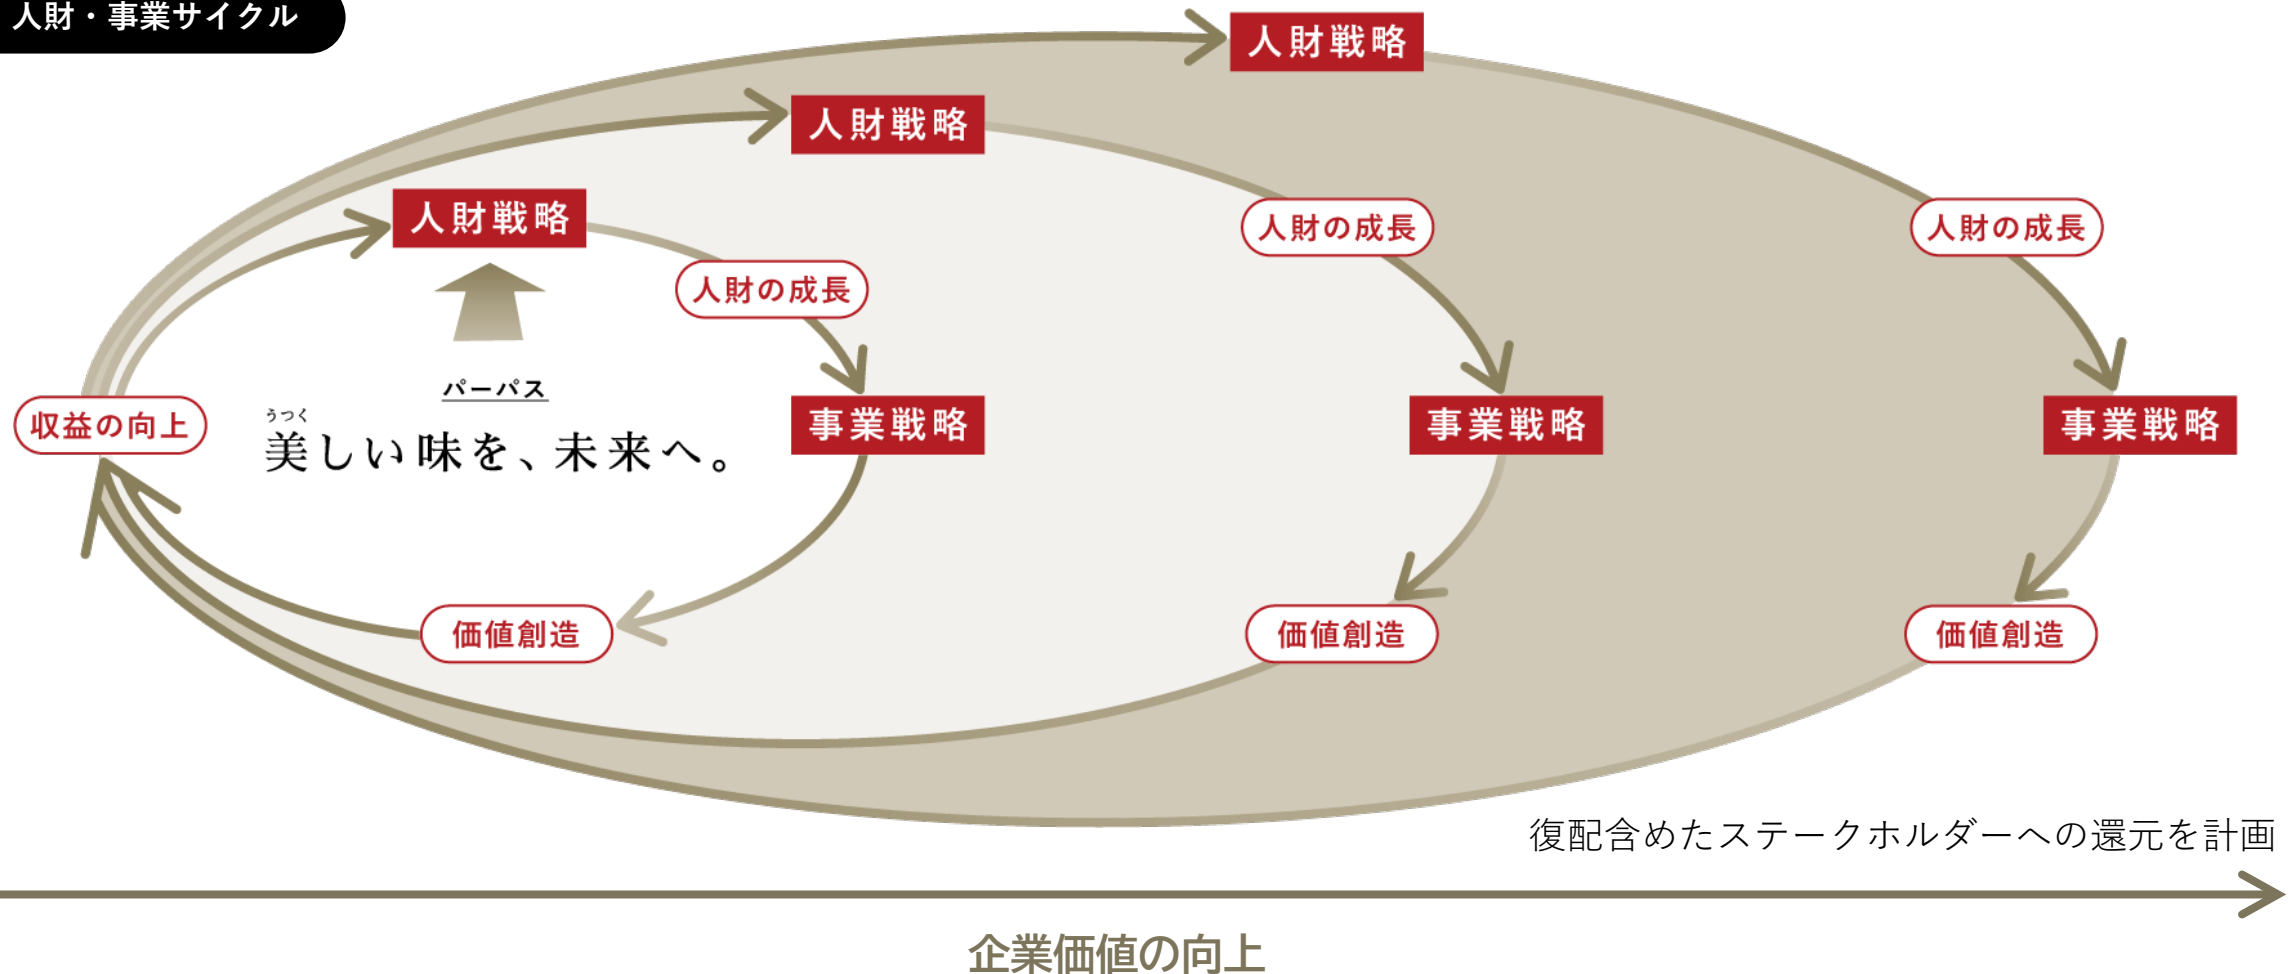 人財・事業サイクル
人財戦略
人財戦略
人財戦略
人財の成長
人財の成長
人財の成長
パーパス
うつく
美しい味を、未来へ。
収益の向上
事業戦略
事業戦略
事業戦略
価値創造
価値創造
価値創造
復配含めたステークホルダーへの還元を計画
企業価値の向上